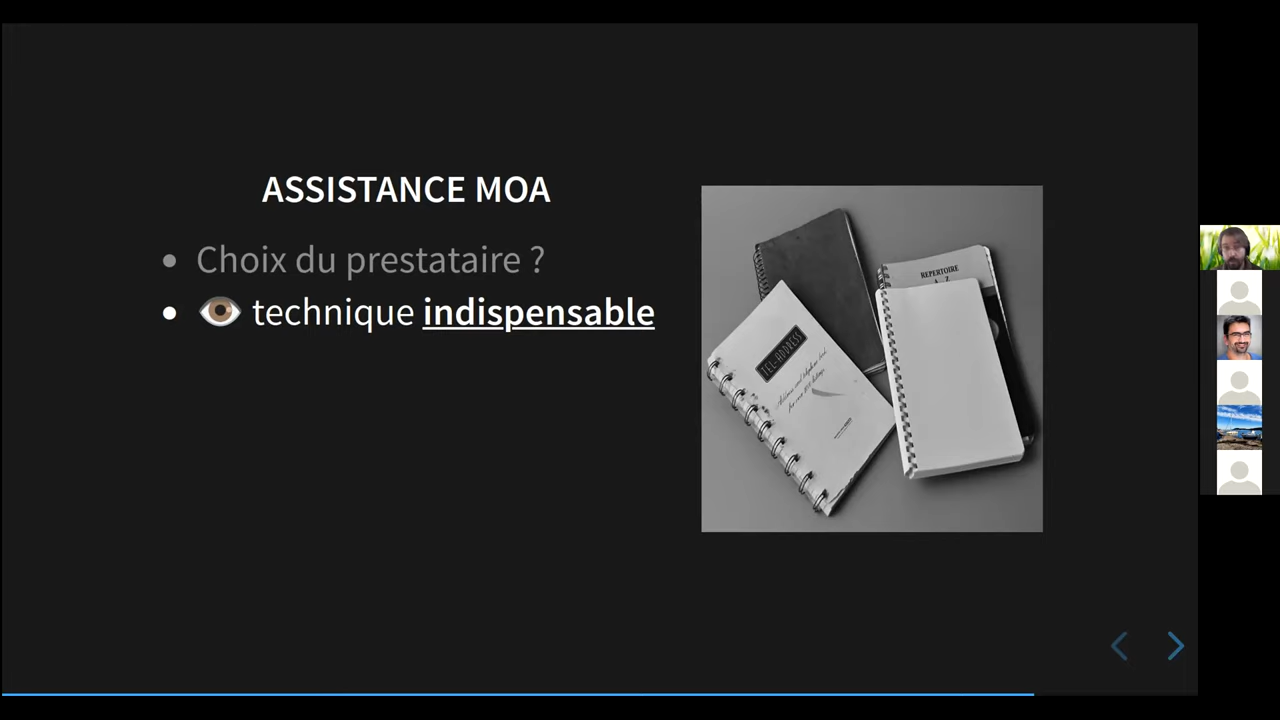 ASSISTANCE MOA
Choix du prestataire ?
👁️ technique indispensable
REPERTOIRE
A Z
TEL-ADDRESS